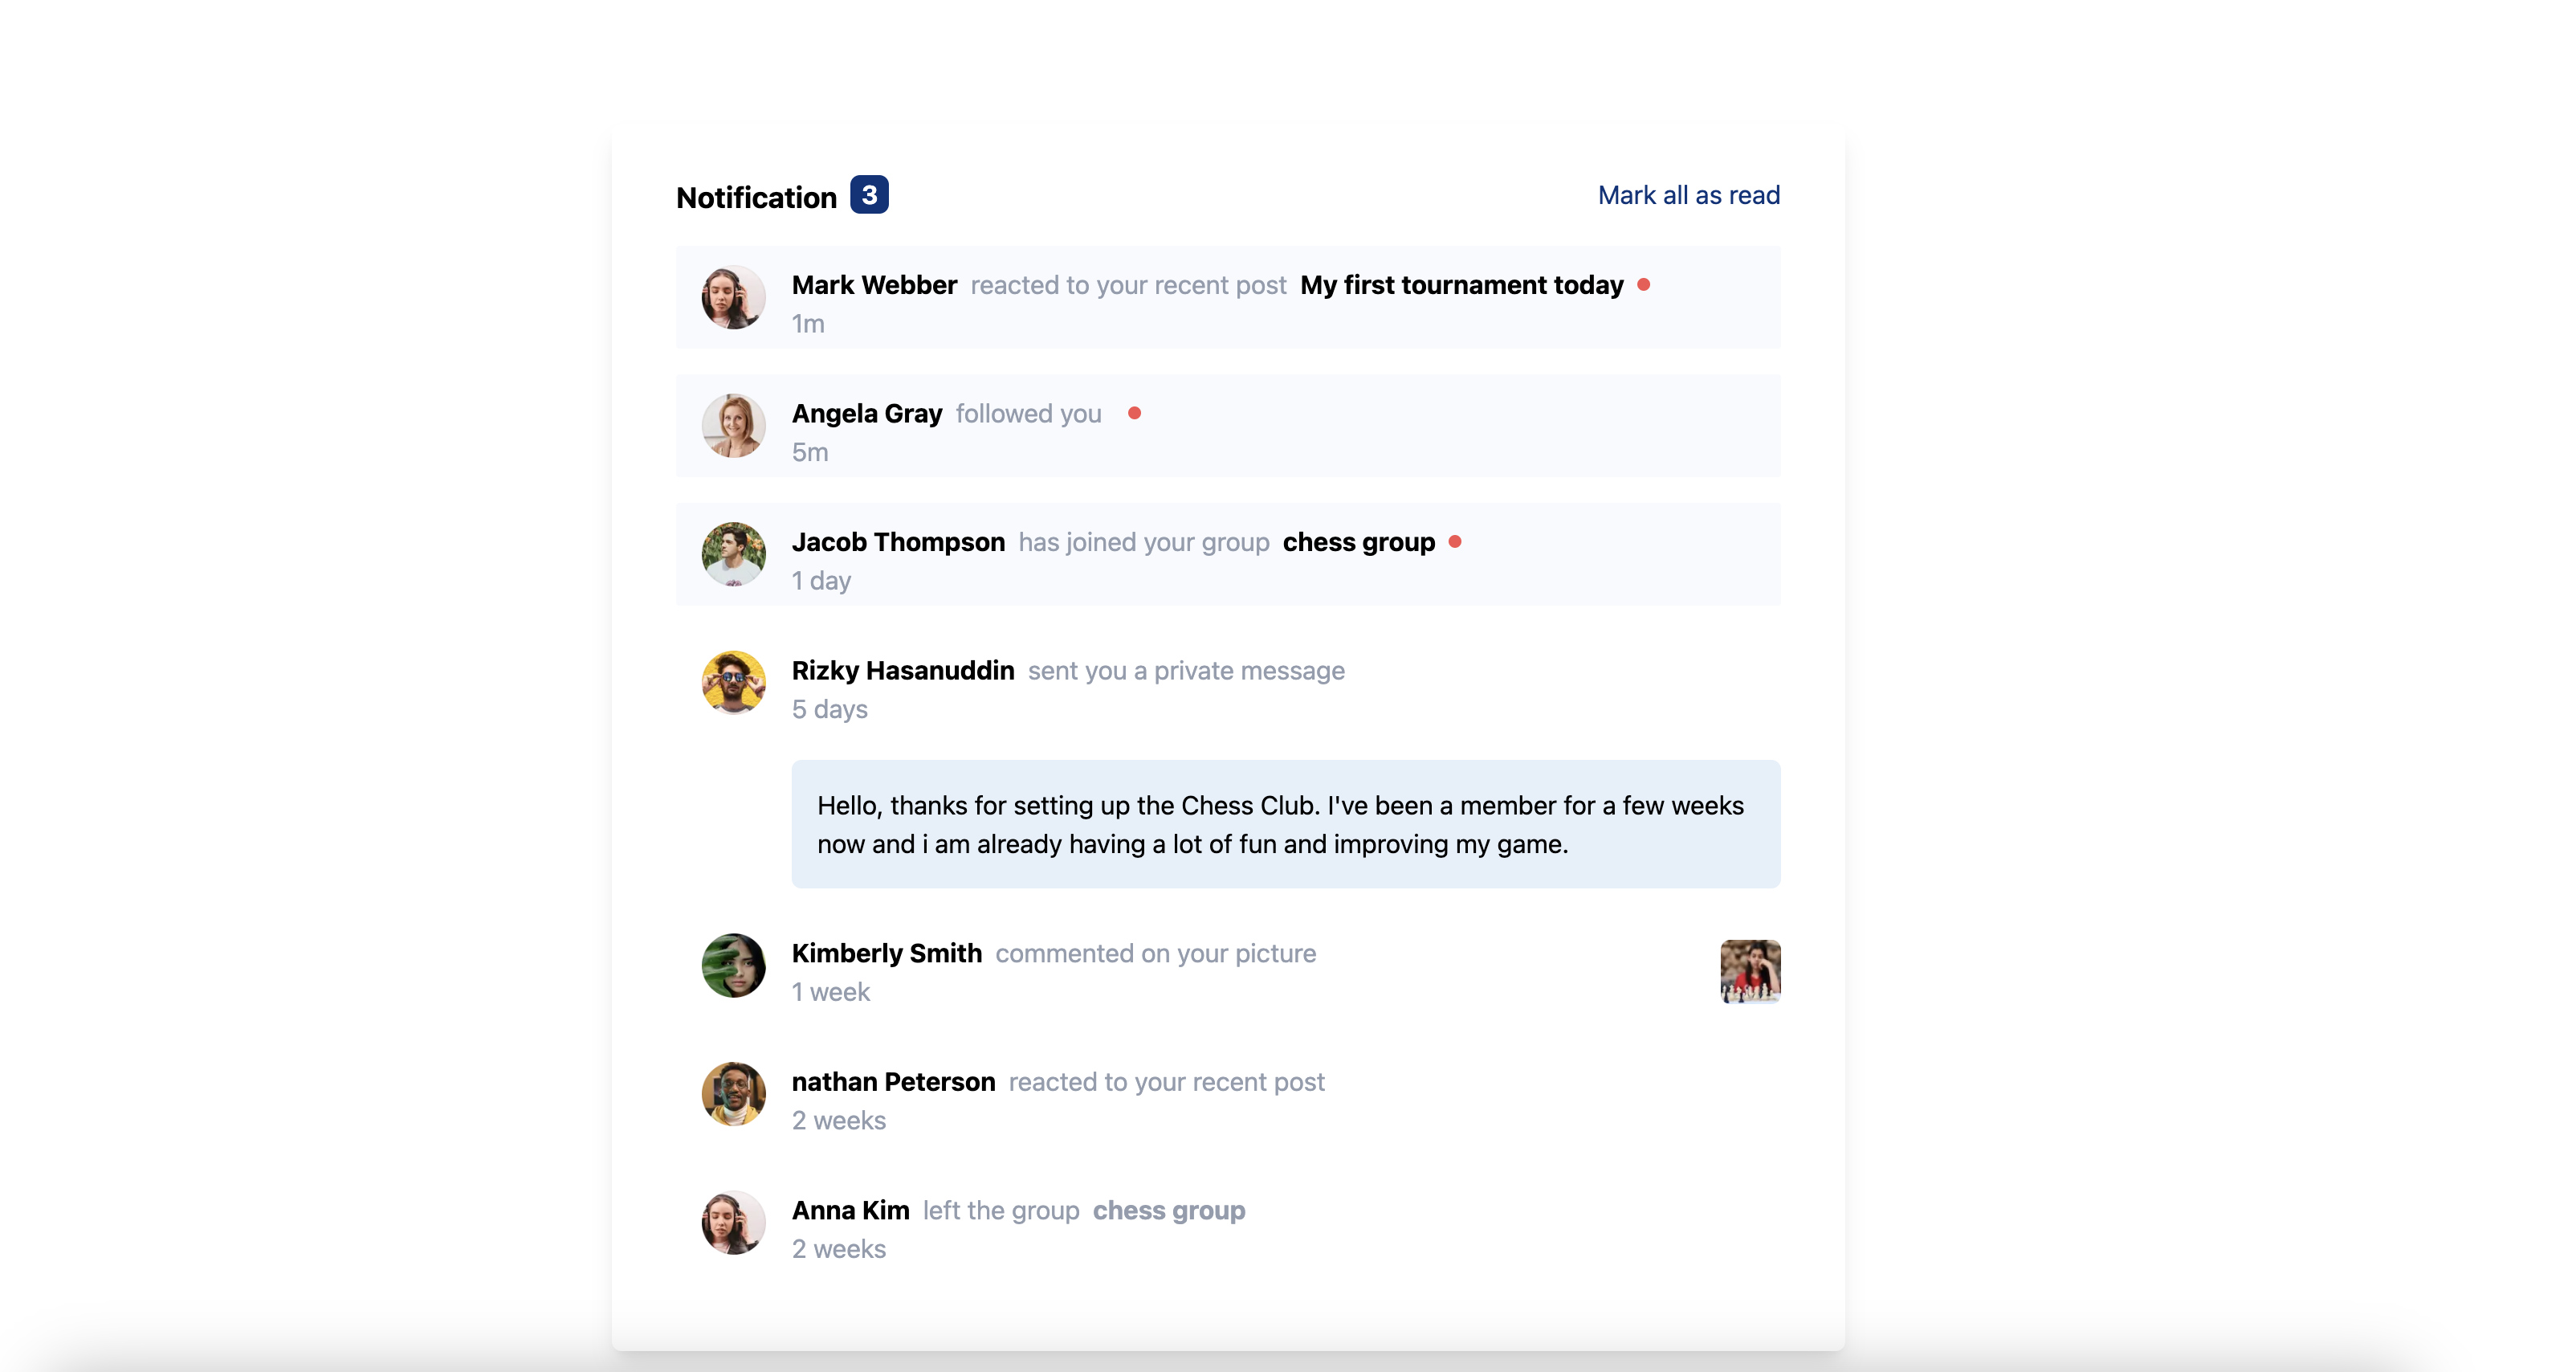 Notification 3
Mark all as read
Mark Webber reacted to your recent post My first tournament today
1m
Angela Gray followed you
5m
Jacob Thompson has joined your group chess group
1 day
Rizky Hasanuddin sent you a private message
5 days
Hello, thanks for setting up the Chess Club. I've been a member for a few weeks
now and i am already having a lot of fun and improving my game.
Kimberly Smith commented on your picture
1 week
nathan Peterson reacted to your recent post
2 weeks
Anna Kim left the group chess group
2 weeks